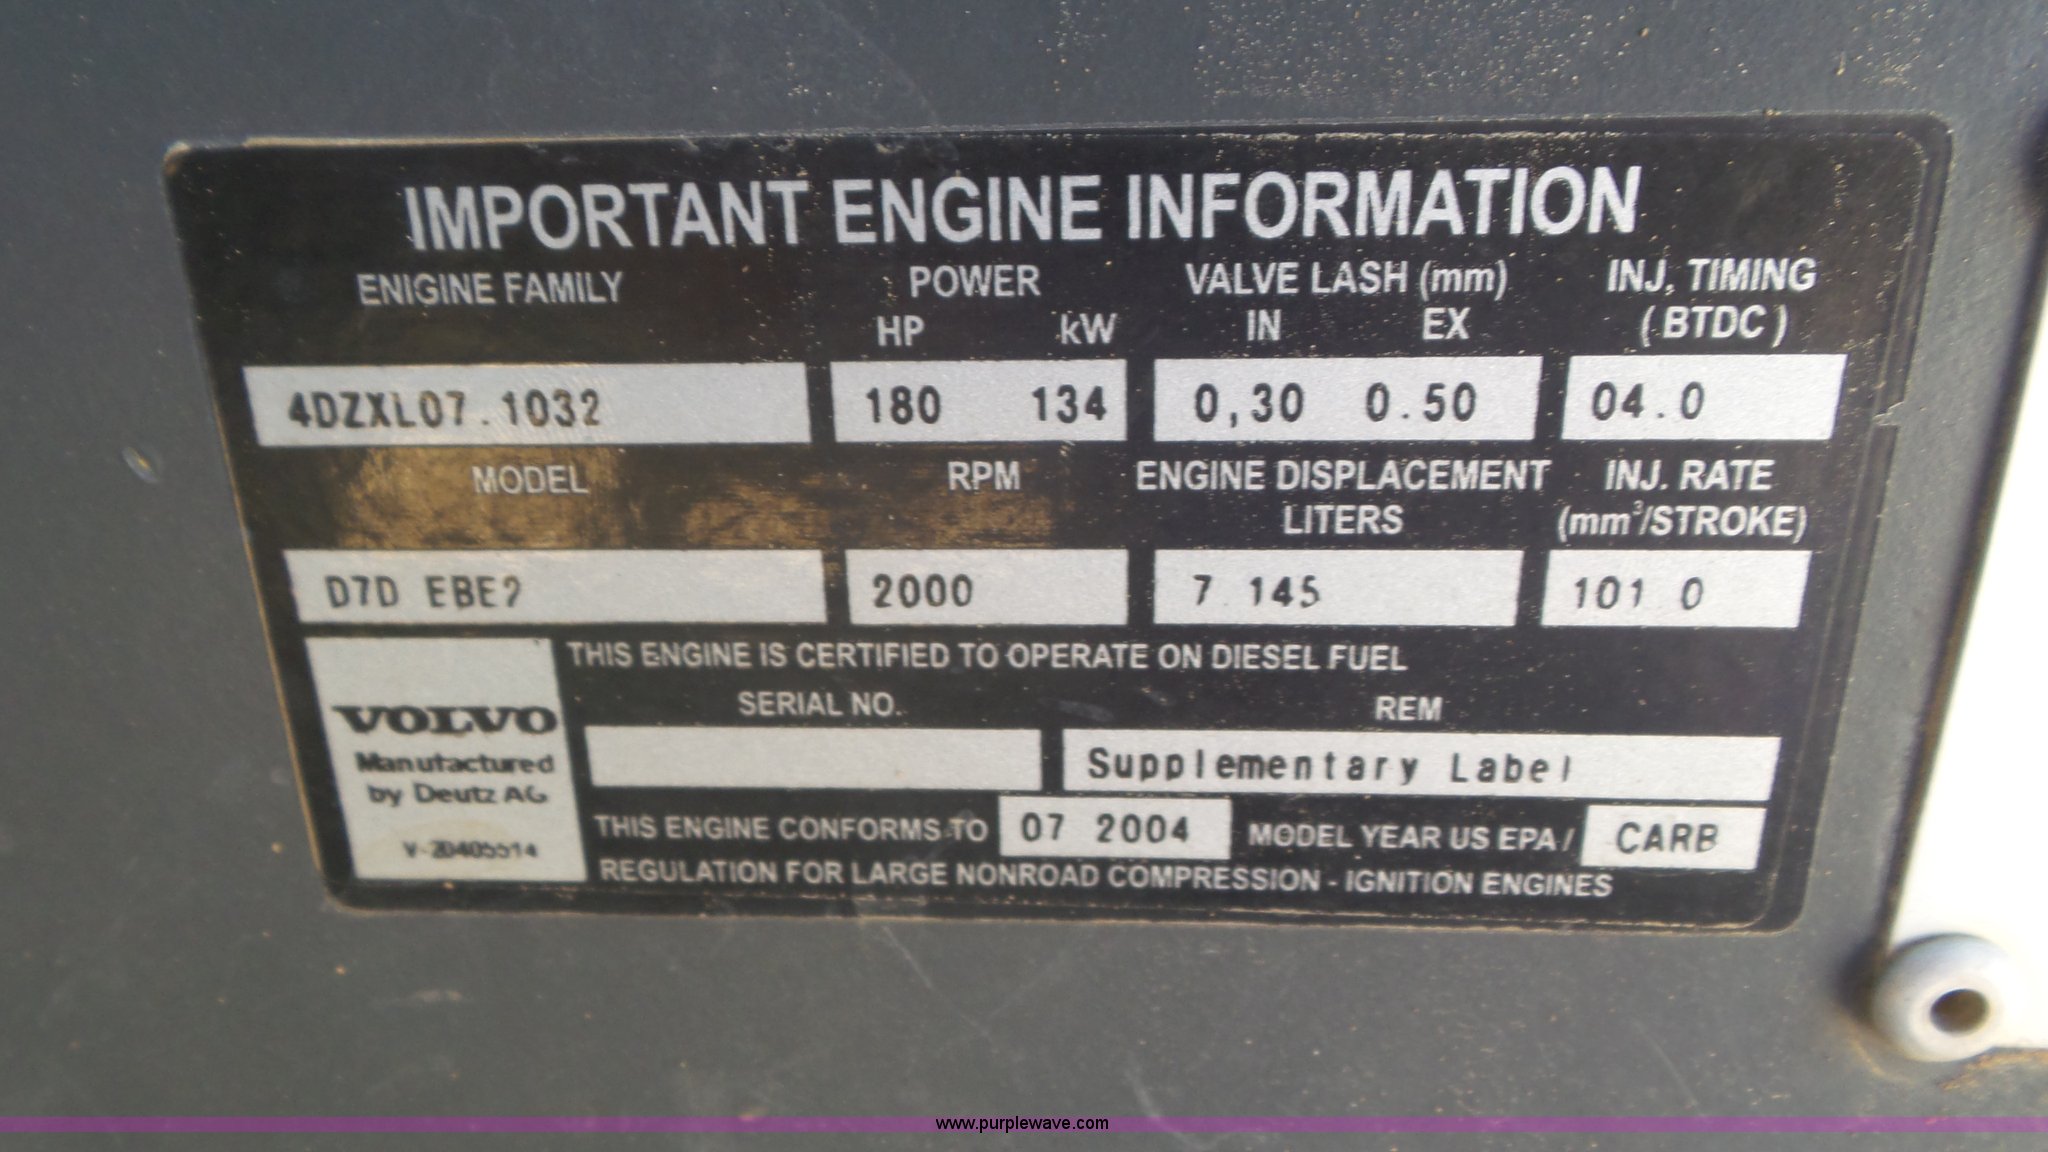 IMPORTANT ENGINE INFORMATION
ENIGINE FAMILY POWER VALVE LASH (mm) INJ. TIMING
HP kW IN EX ( BTDC )
4DZXL07.1032 180 134 0,30 0.50 04.0
MODEL RPM ENGINE DISPLACEMENT INJ. RATE
LITERS (mm³/STROKE)
D7D EBE2 2000 7 145 101 0
THIS ENGINE IS CERTIFIED TO OPERATE ON DIESEL FUEL
SERIAL NO. REM
VOLVO
Manufactured
by Deutz AG
V-20405514
Supplementary Label
THIS ENGINE CONFORMS TO 07 2004 MODEL YEAR US EPA / CARB
REGULATION FOR LARGE NONROAD COMPRESSION - IGNITION ENGINES
www.purplewave.com